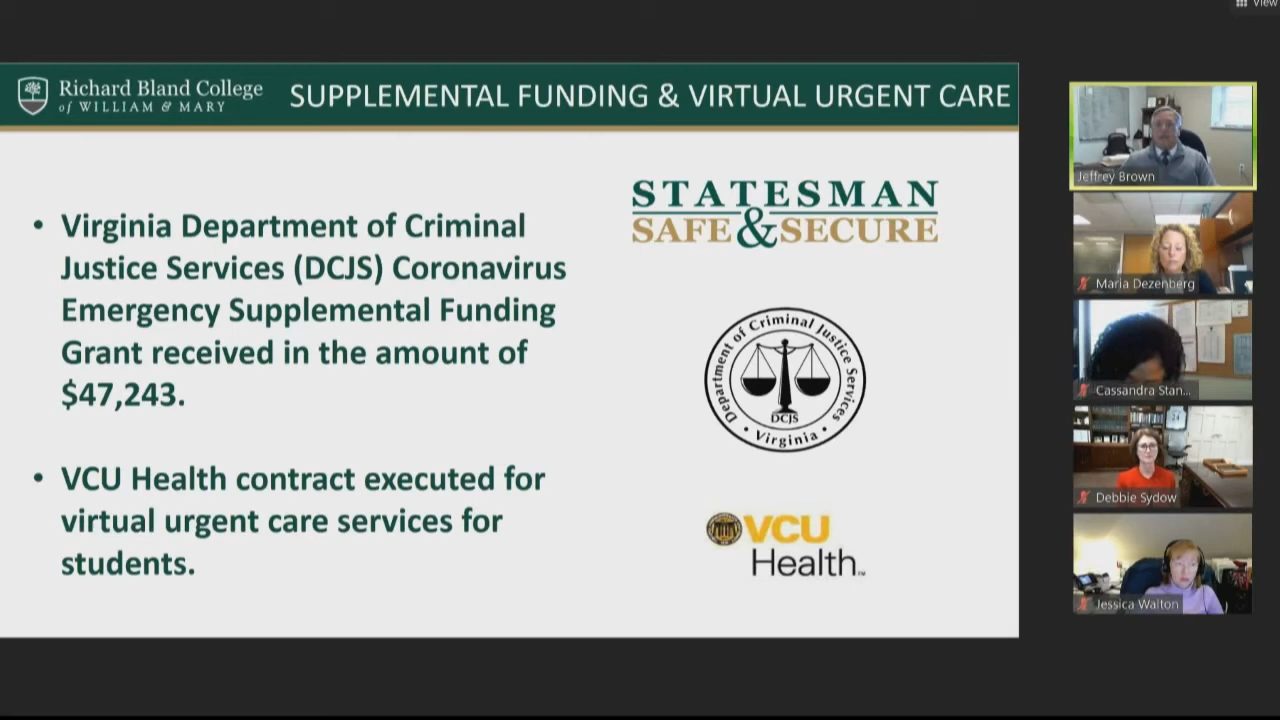 View
Richard Bland College
of WILLIAM & MARY
SUPPLEMENTAL FUNDING & VIRTUAL URGENT CARE
• Virginia Department of Criminal
Justice Services (DCJS) Coronavirus
Emergency Supplemental Funding
Grant received in the amount of
$47,243.
• VCU Health contract executed for
virtual urgent care services for
students.
STATESMAN
SAFE & SECURE
Department of Criminal Justice Services
DCJS
• Virginia •
VCU
Health™
Jeffrey Brown
Maria Dezenberg
Cassandra Stan...
Debbie Sydow
Jessica Walton